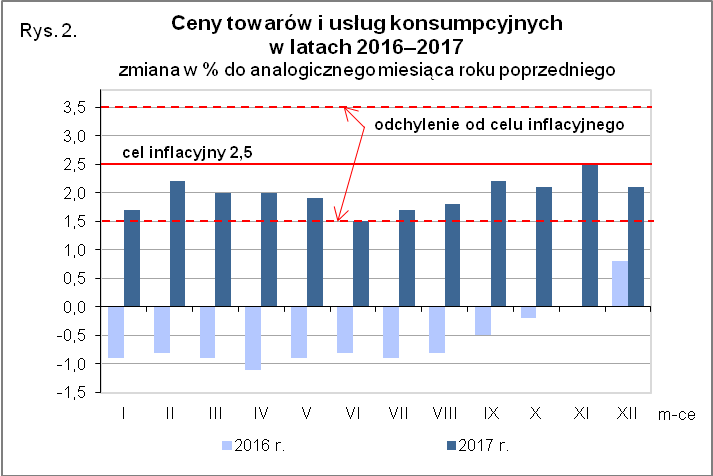 Rys. 2.
Ceny towarów i usług konsumpcyjnych
w latach 2016–2017
zmiana w % do analogicznego miesiąca roku poprzedniego
3,5
3,0
2,5
2,0
1,5
1,0
0,5
0,0
-0,5
-1,0
-1,5
odchylenie od celu inflacyjnego
cel inflacyjny 2,5
I II III IV V VI VII VIII IX X XI XII m-ce
2016 r. 2017 r.